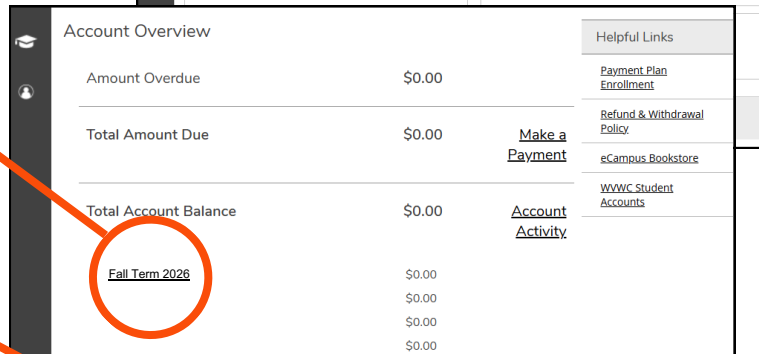 Account Overview
Helpful Links
Amount Overdue $0.00
Payment Plan
Enrollment
Total Amount Due $0.00 Make a
Payment
Refund & Withdrawal
Policy
eCampus Bookstore
WVWC Student
Accounts
Total Account Balance $0.00 Account
Activity
Fall Term 2026 $0.00
$0.00
$0.00
$0.00